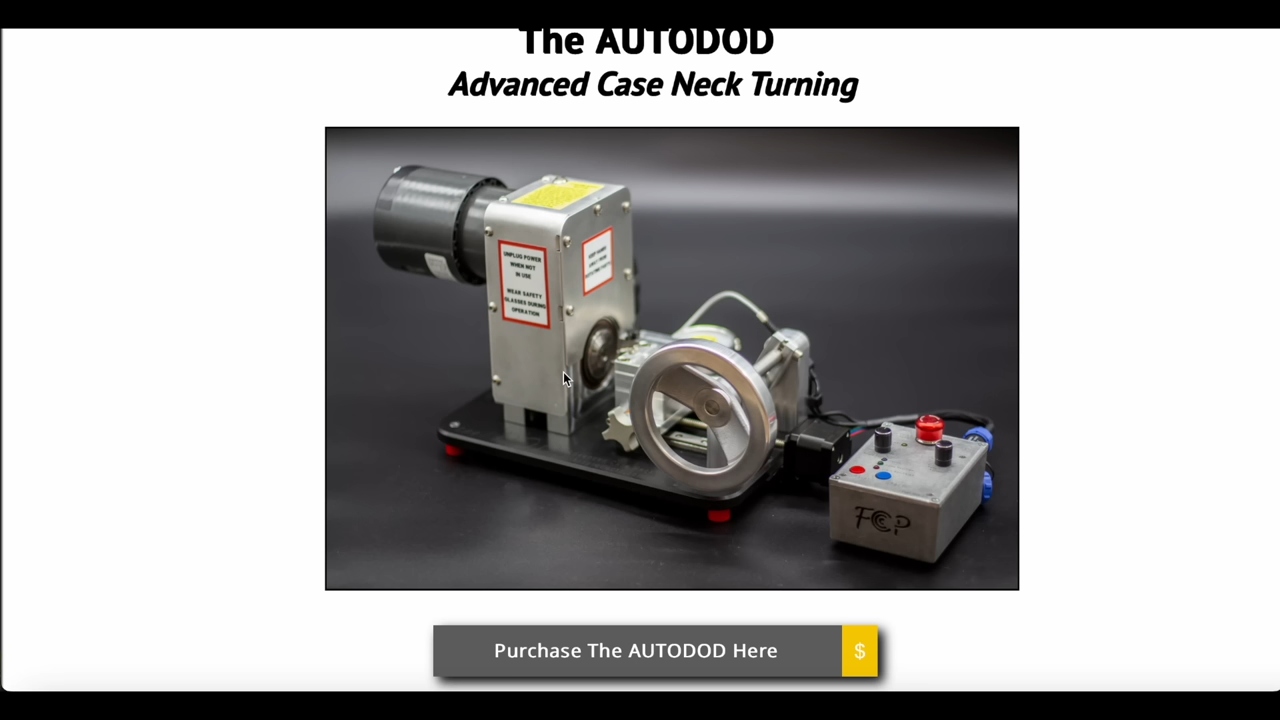 The AUTODOD
Advanced Case Neck Turning
UNPLUG POWER
WHEN NOT
IN USE
WEAR SAFETY
GLASSES DURING
OPERATION
FCP
Purchase The AUTODOD Here
$